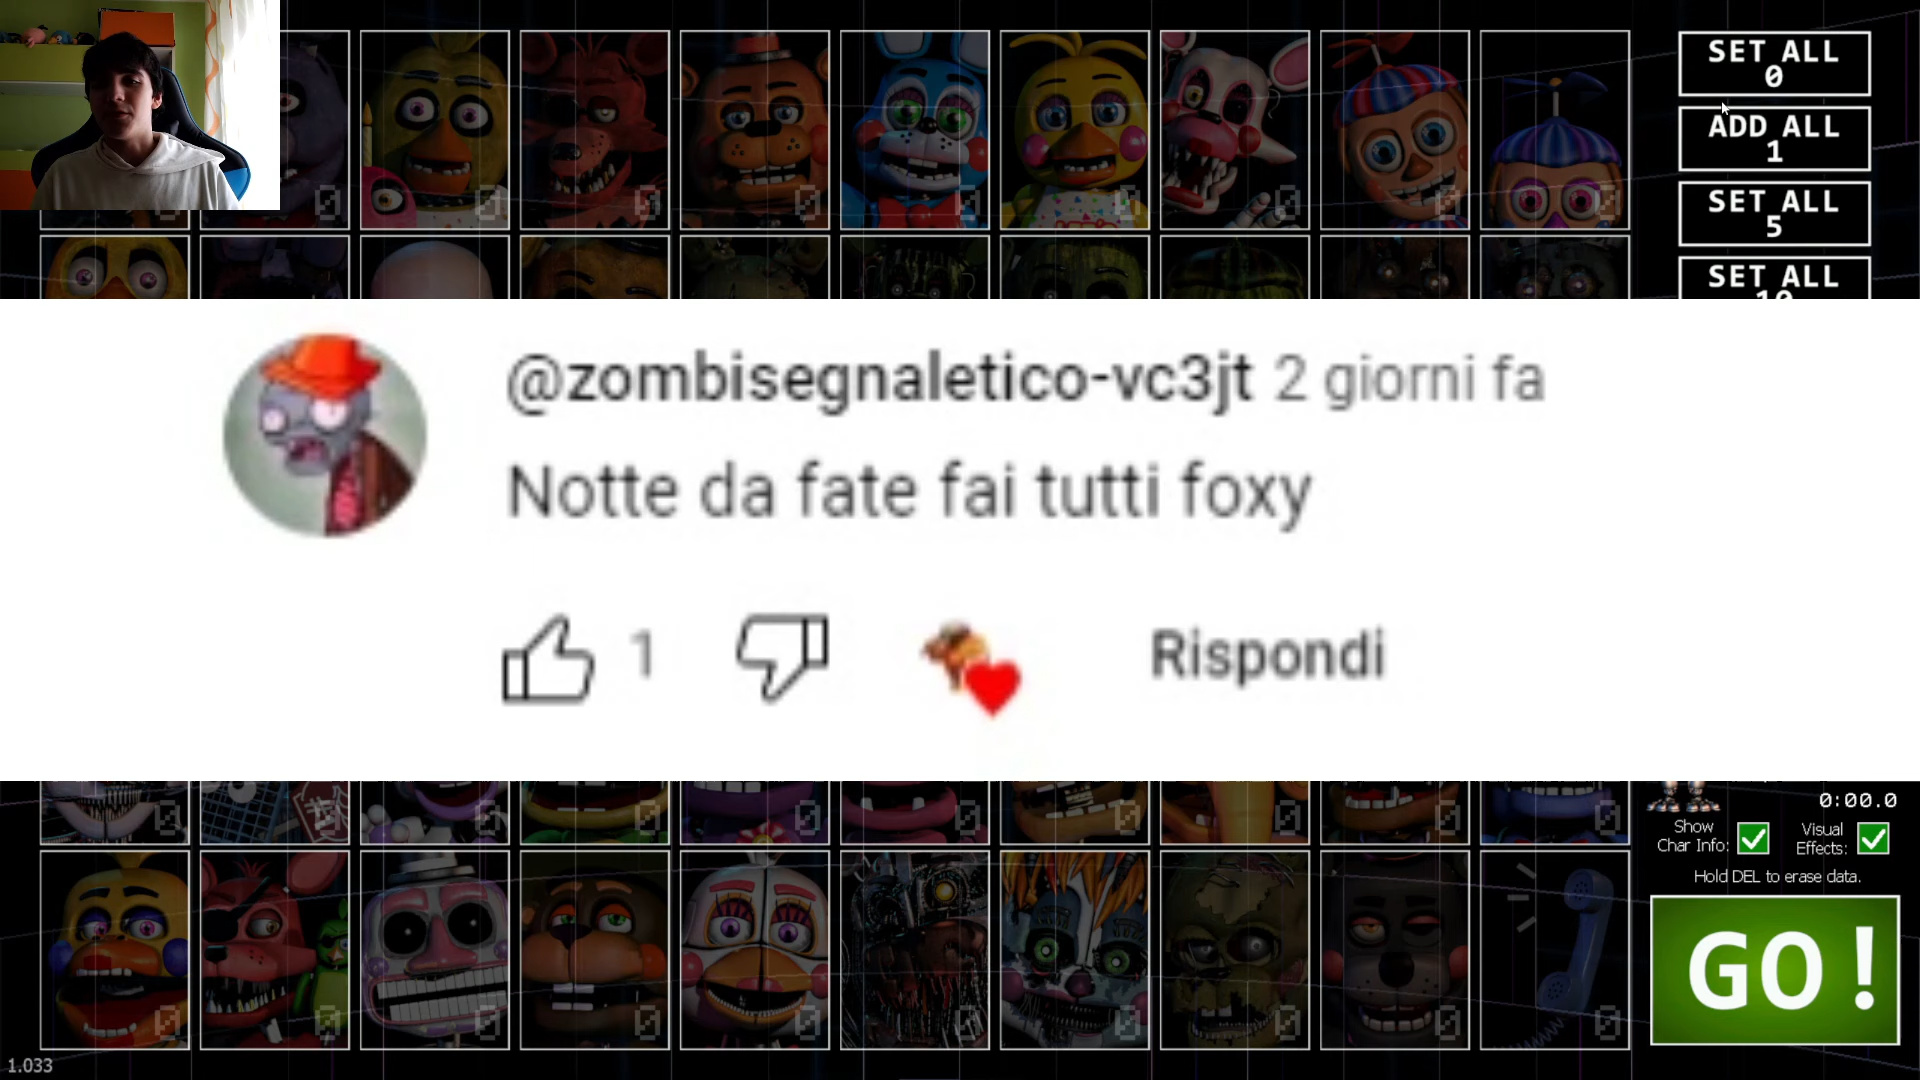 SET ALL
0
ADD ALL
1
SET ALL
5
SET ALL
10
@zombisegnaletico-vc3jt 2 giorni fa
Notte da fate fai tutti foxy
1
Rispondi
0:00.0
Show
Char Info:
Visual
Effects:
Hold DEL to erase data.
GO!
1.033